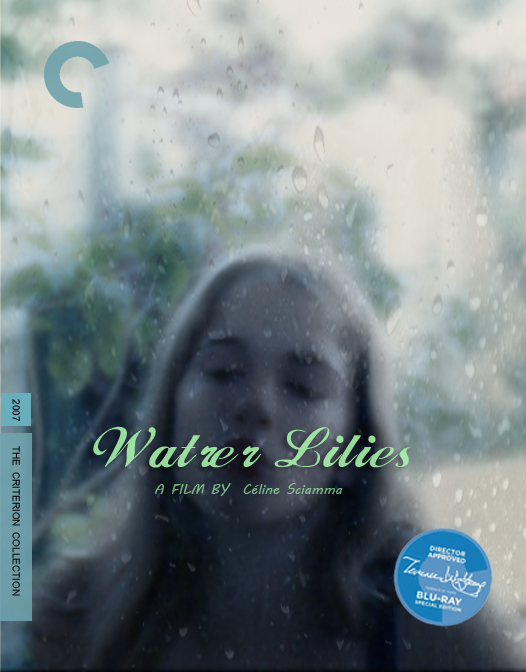 Watrer Lilies
A FILM BY Céline Sciamma
2007
THE CRITERION COLLECTION
DIRECTOR
APPROVED
BLU-RAY
SPECIAL EDITION